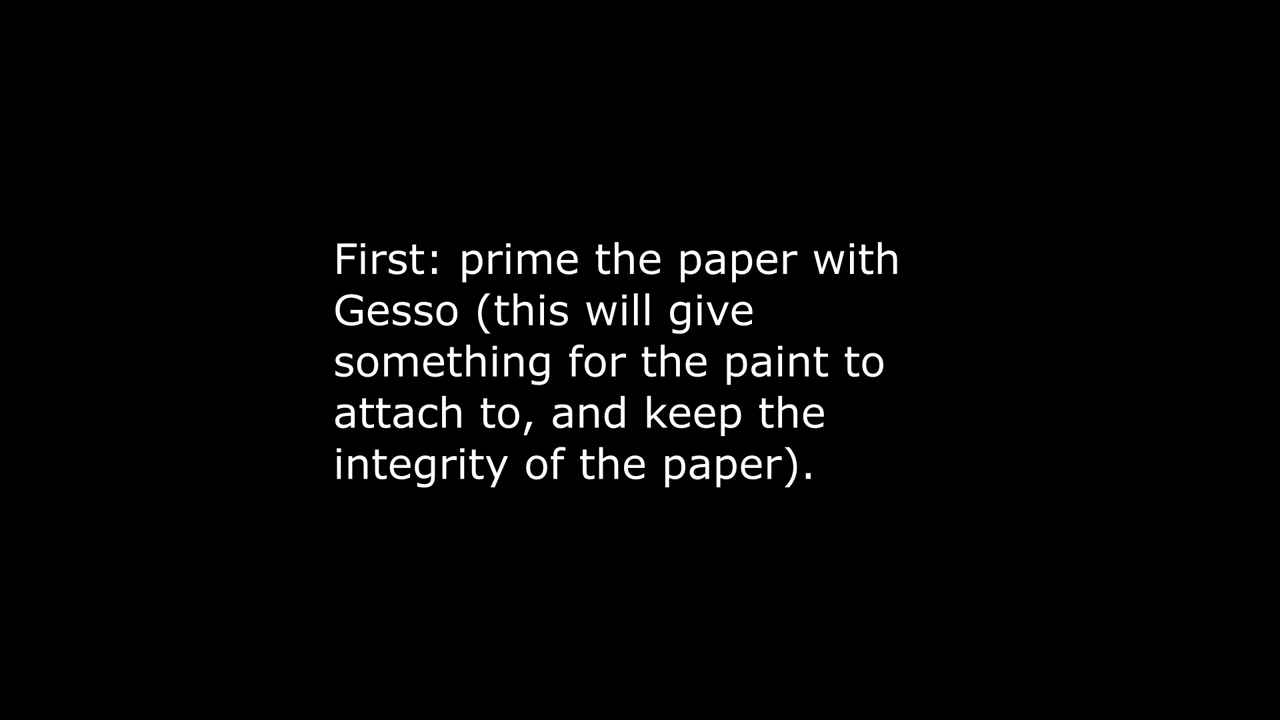 First: prime the paper with
Gesso (this will give
something for the paint to
attach to, and keep the
integrity of the paper).